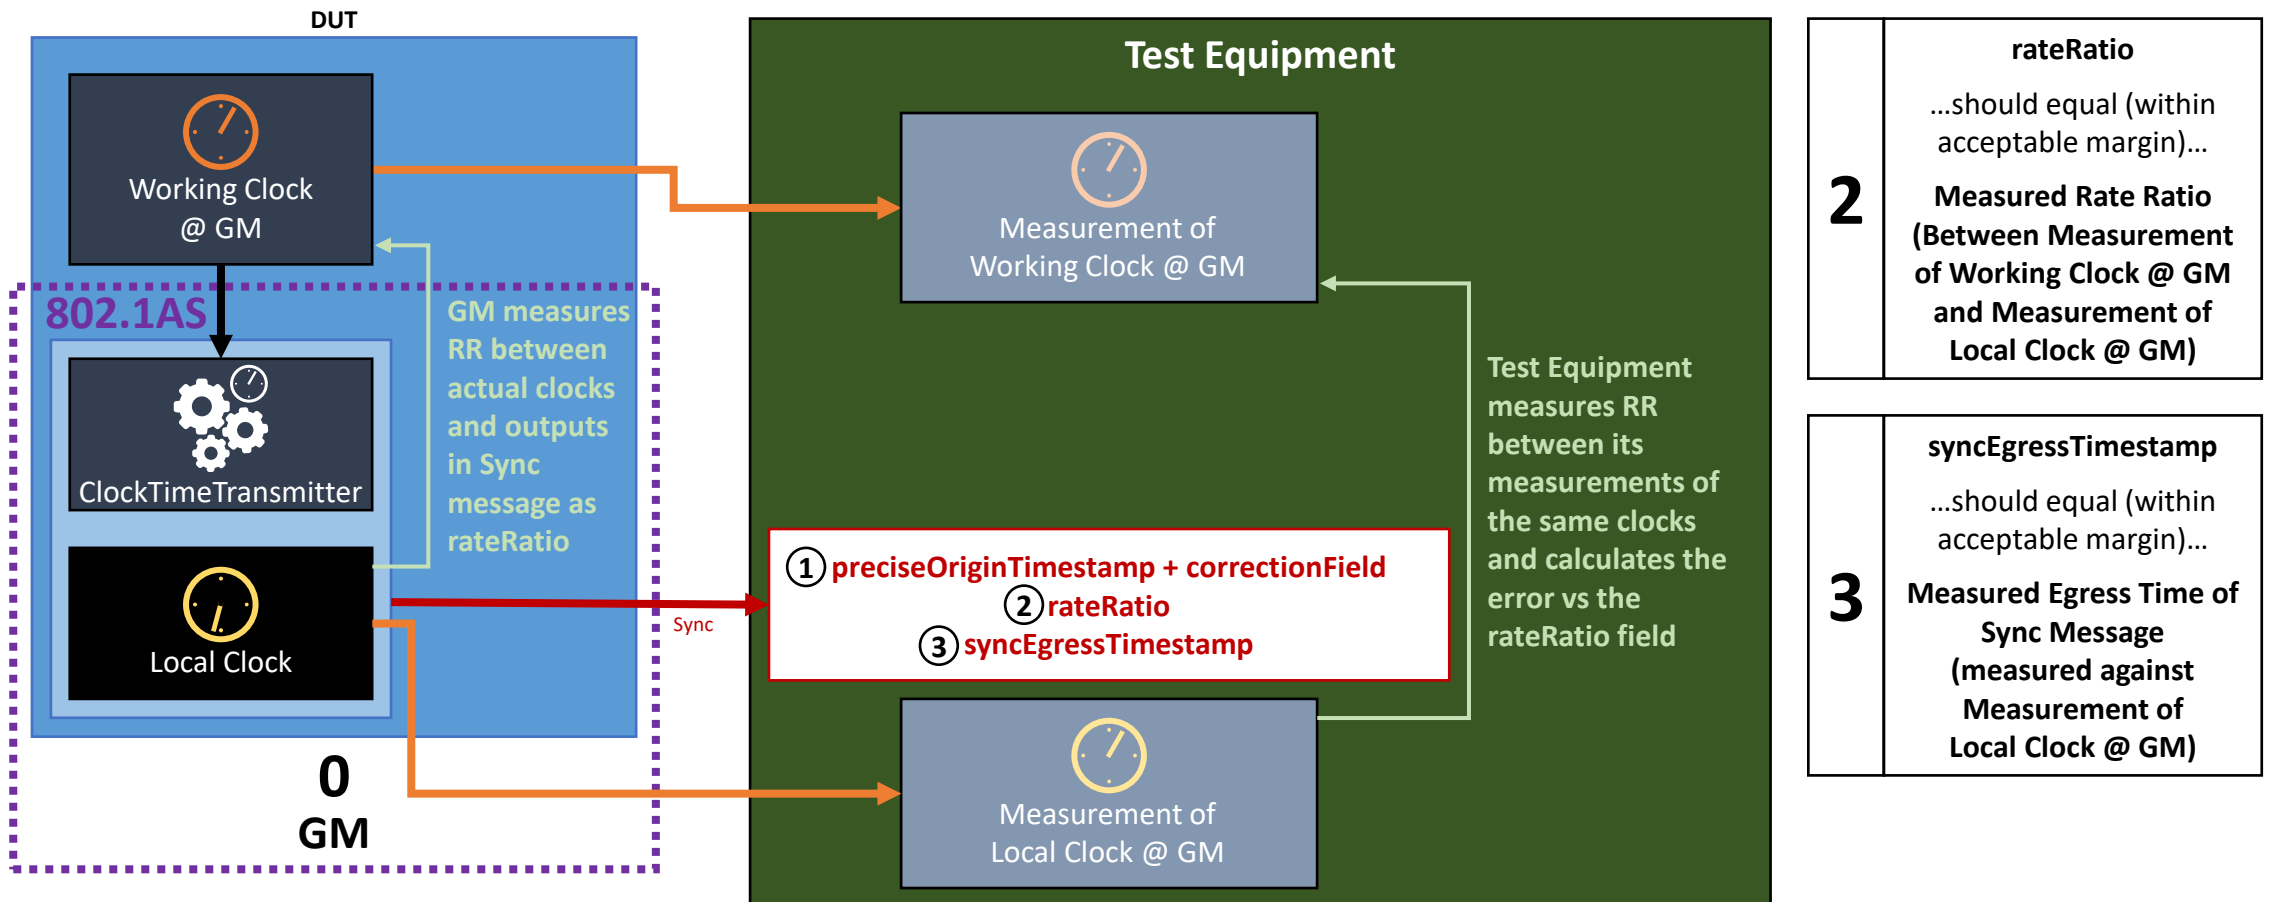 DUT
Working Clock
@ GM
802.1AS
GM measures
RR between
actual clocks
and outputs
in Sync
message as
rateRatio
ClockTimeTransmitter
Local Clock
0
GM
Sync
Test Equipment
Measurement of
Working Clock @ GM
1 preciseOriginTimestamp + correctionField
2 rateRatio
3 syncEgressTimestamp
Measurement of
Local Clock @ GM
Test Equipment
measures RR
between its
measurements of
the same clocks
and calculates the
error vs the
rateRatio field
2
rateRatio
...should equal (within
acceptable margin)...
Measured Rate Ratio
(Between Measurement
of Working Clock @ GM
and Measurement of
Local Clock @ GM)
3
syncEgressTimestamp
...should equal (within
acceptable margin)...
Measured Egress Time of
Sync Message
(measured against
Measurement of
Local Clock @ GM)